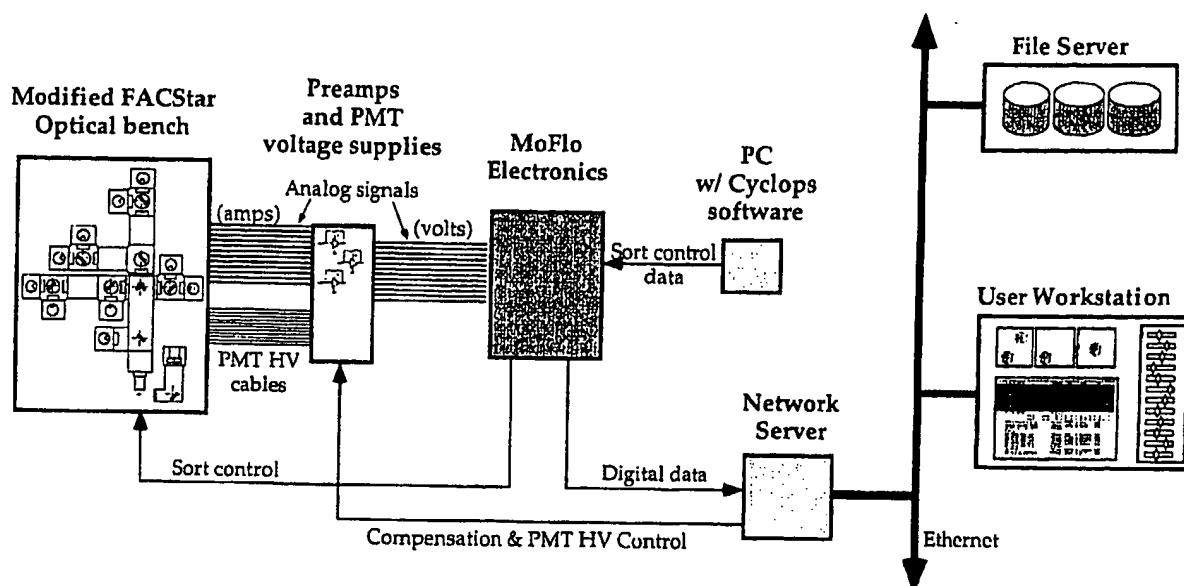 Modified FACStar
Optical bench
Preamps
and PMT
voltage supplies
Analog signals
(amps)
(volts)
PMT HV
cables
MoFlo
Electronics
PC
w/ Cyclops
software
Sort control
data
File Server
User Workstation
Network
Server
Sort control
Digital data
Compensation & PMT HV Control
Ethernet